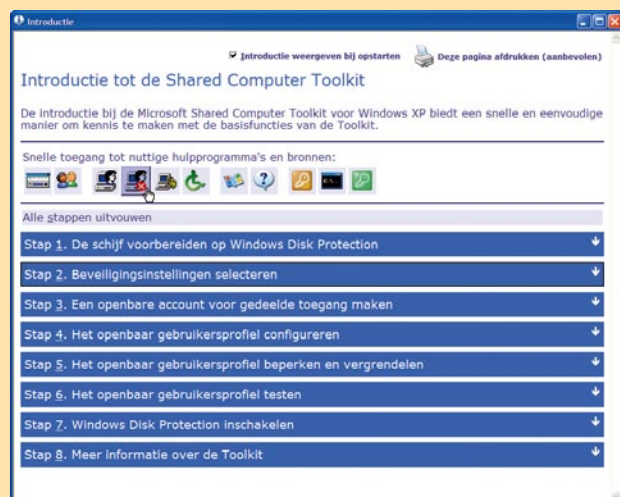 Introductie
Introductie weergeven bij opstarten
Deze pagina afdrukken (aanbevolen)
Introductie tot de Shared Computer Toolkit
De introductie bij de Microsoft Shared Computer Toolkit voor Windows XP biedt een snelle en eenvoudige
manier om kennis te maken met de basisfuncties van de Toolkit.
Snelle toegang tot nuttige hulpprogramma's en bronnen:
Alle stappen uitvouwen
Stap 1. De schijf voorbereiden op Windows Disk Protection
Stap 2. Beveiligingsinstellingen selecteren
Stap 3. Een openbare account voor gedeelde toegang maken
Stap 4. Het openbaar gebruikersprofiel configureren
Stap 5. Het openbaar gebruikersprofiel beperken en vergrendelen
Stap 6. Het openbaar gebruikersprofiel testen
Stap 7. Windows Disk Protection inschakelen
Stap 8. Meer informatie over de Toolkit